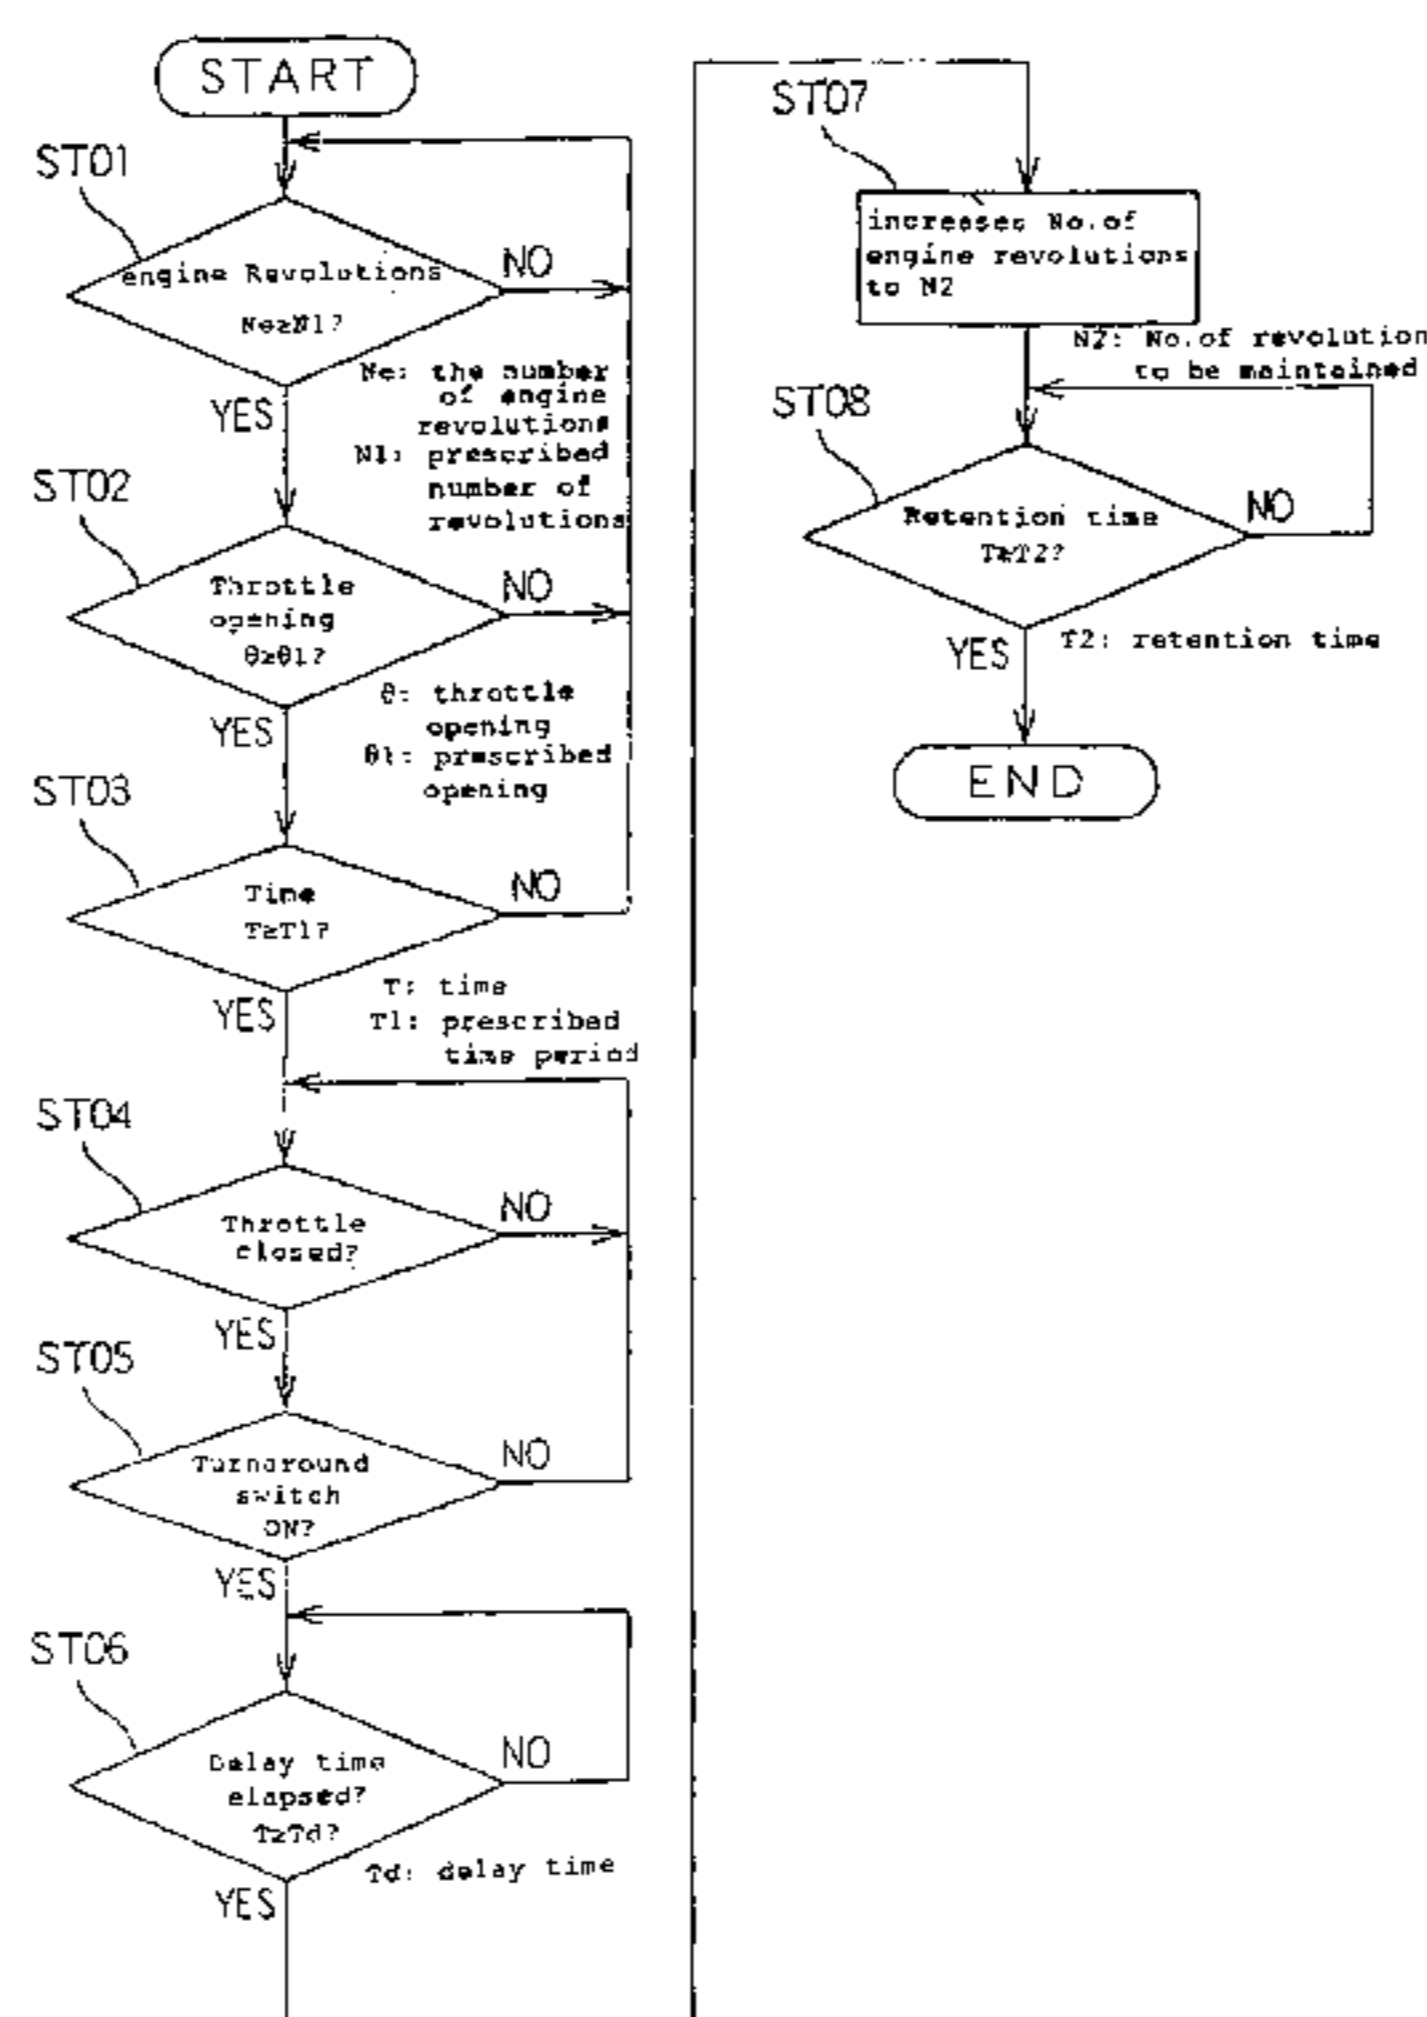 START
ST01
engine Revolutions
Ne≥N1?
NO
YES
Ne: the number
of engine
revolutions
N1: prescribed
number of
revolutions
ST02
Throttle
opening
θ≥θ1?
NO
YES
θ: throttle
opening
θ1: prescribed
opening
ST03
Time
T≥T1?
NO
YES
T: time
T1: prescribed
time period
ST04
Throttle
closed?
NO
YES
ST05
Turnaround
switch
ON?
NO
YES
ST06
Delay time
elapsed?
T≥Td?
NO
Td: delay time
YES
ST07
increases No.of
engine revolutions
to N2
N2: No.of revolution
to be maintained
ST08
Retention time
T≥T2?
NO
YES
T2: retention time
END